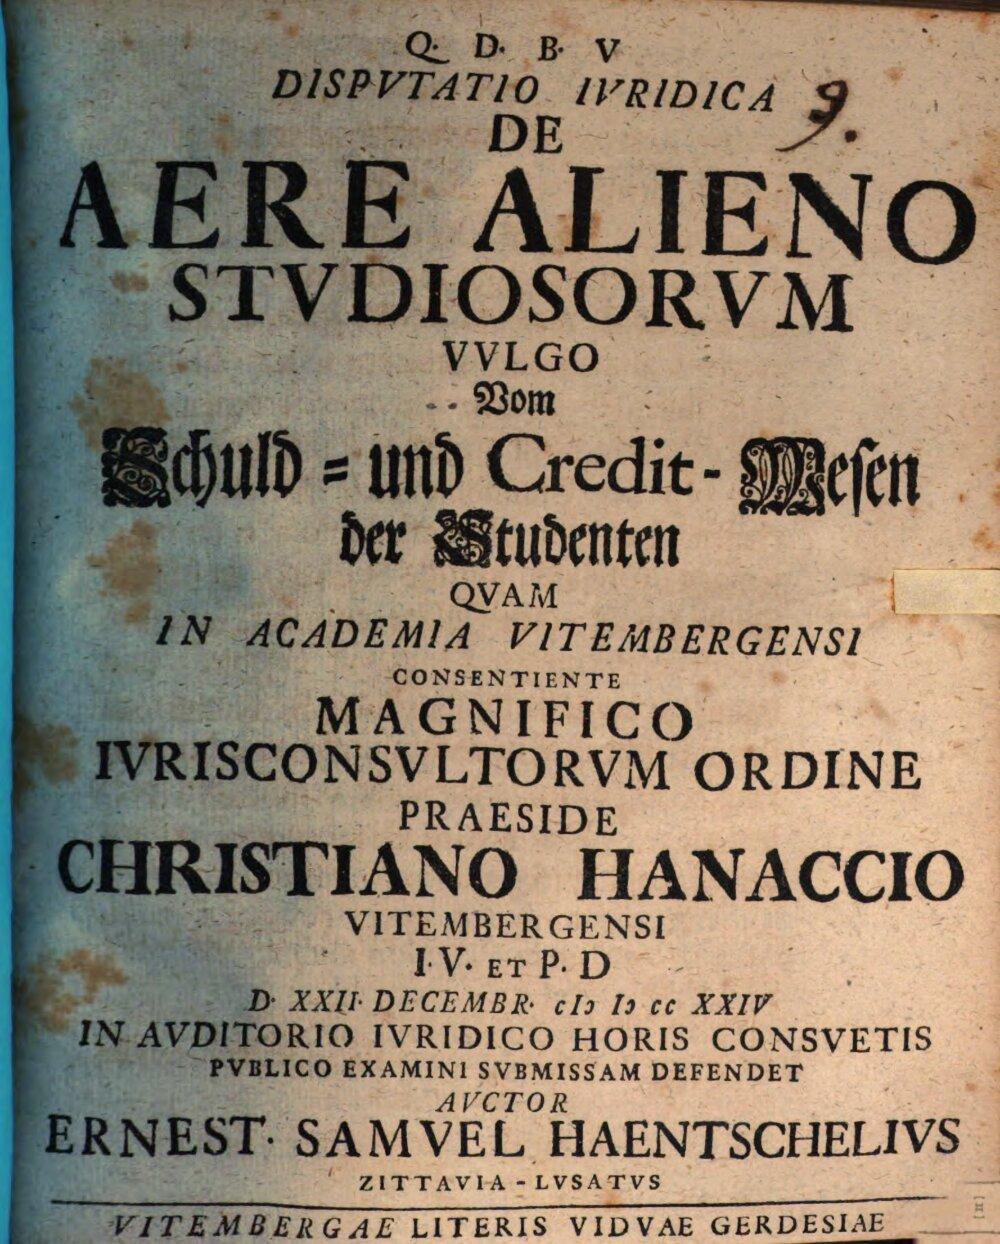 Q. D. B. V
DISPVTATIO IVRIDICA
9.
DE
AERE ALIENO
STVDIOSORVM
VVLGO
Vom
Schuld = und Credit - Wesen
der Studenten
QVAM
IN ACADEMIA VITEMBERGENSI
CONSENTIENTE
MAGNIFICO
IVRISCONSVLTORVM ORDINE
PRAESIDE
CHRISTIANO HANACCIO
VITEMBERGENSI
I. V. ET P. D
D. XXII. DECEMBR. cIɔ Iɔ cc XXIV
IN AVDITORIO IVRIDICO HORIS CONSVETIS
PVBLICO EXAMINI SVBMISSAM DEFENDET
AVCTOR
ERNEST. SAMVEL HAENTSCHELIVS
ZITTAVIA - LVSATVS
VITEMBERGAE LITERIS VIDVAE GERDESIAE